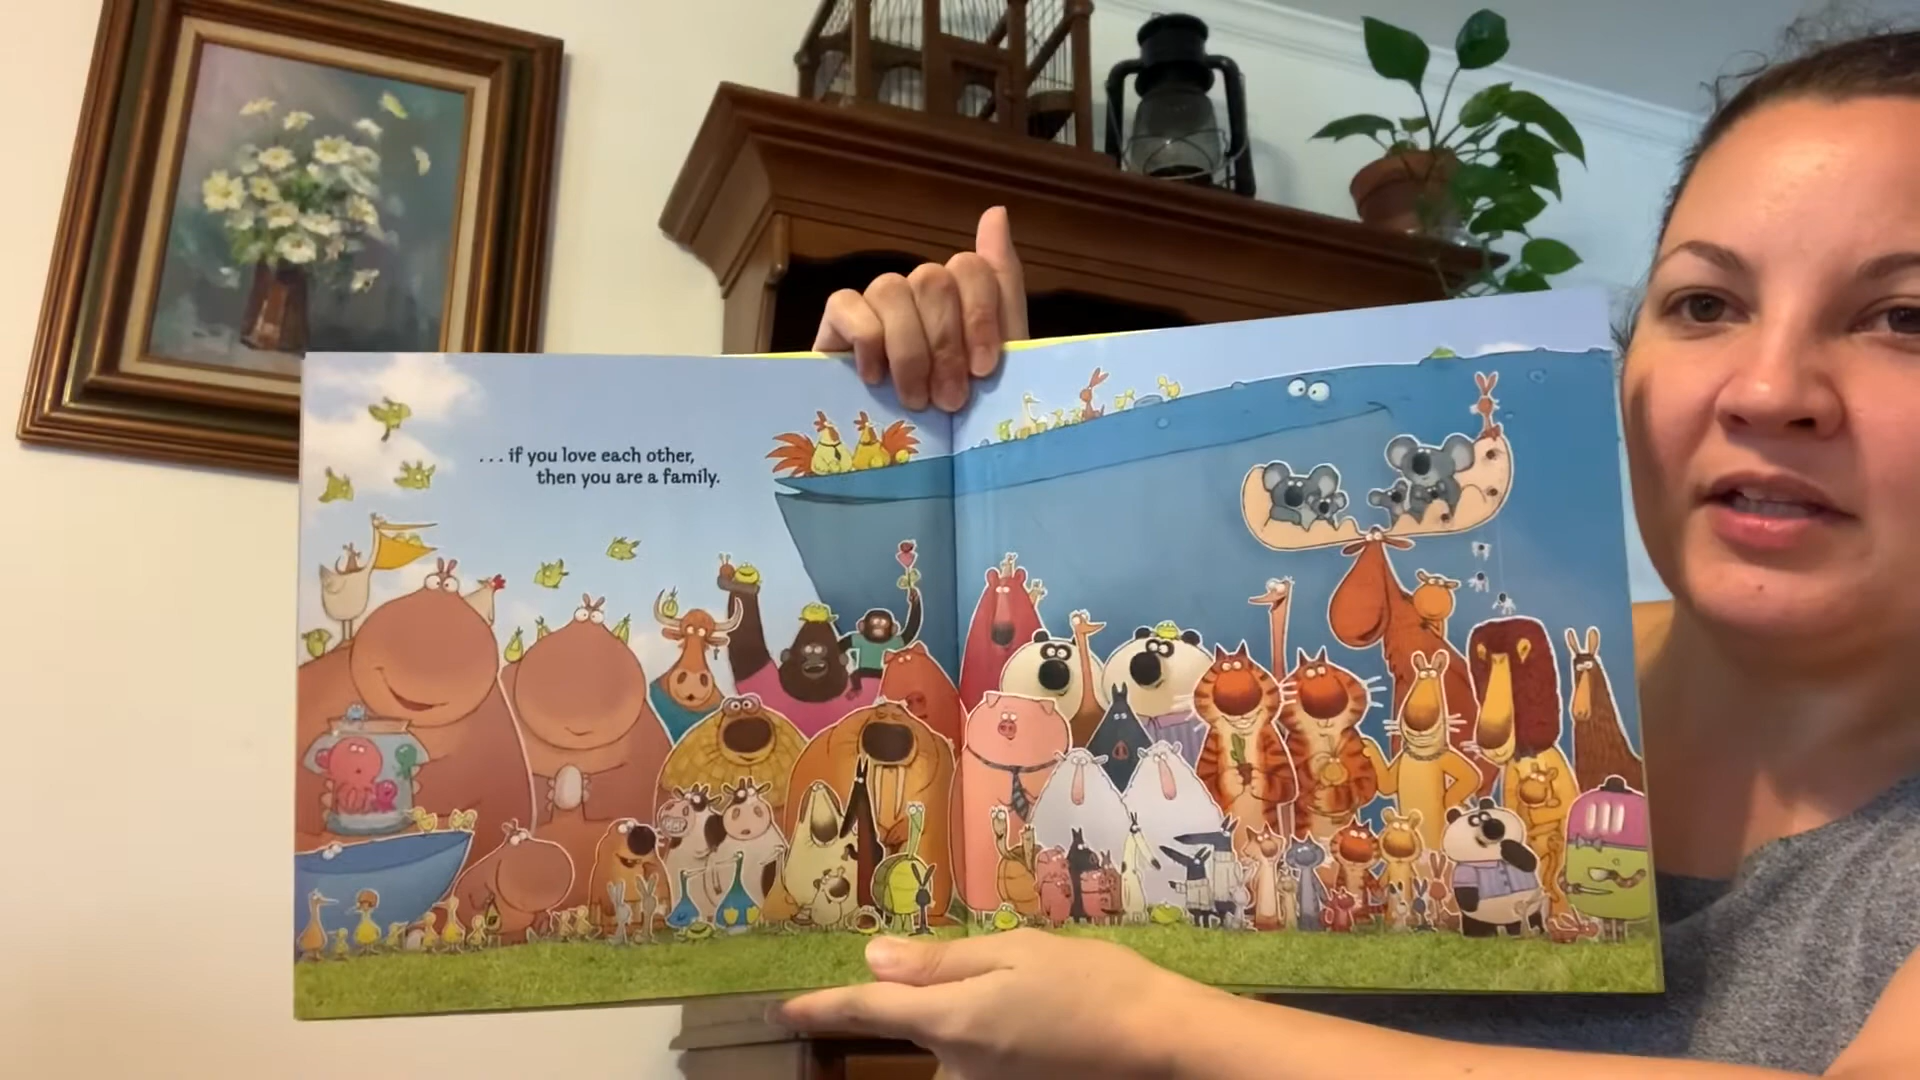 ...if you love each other,
then you are a family.